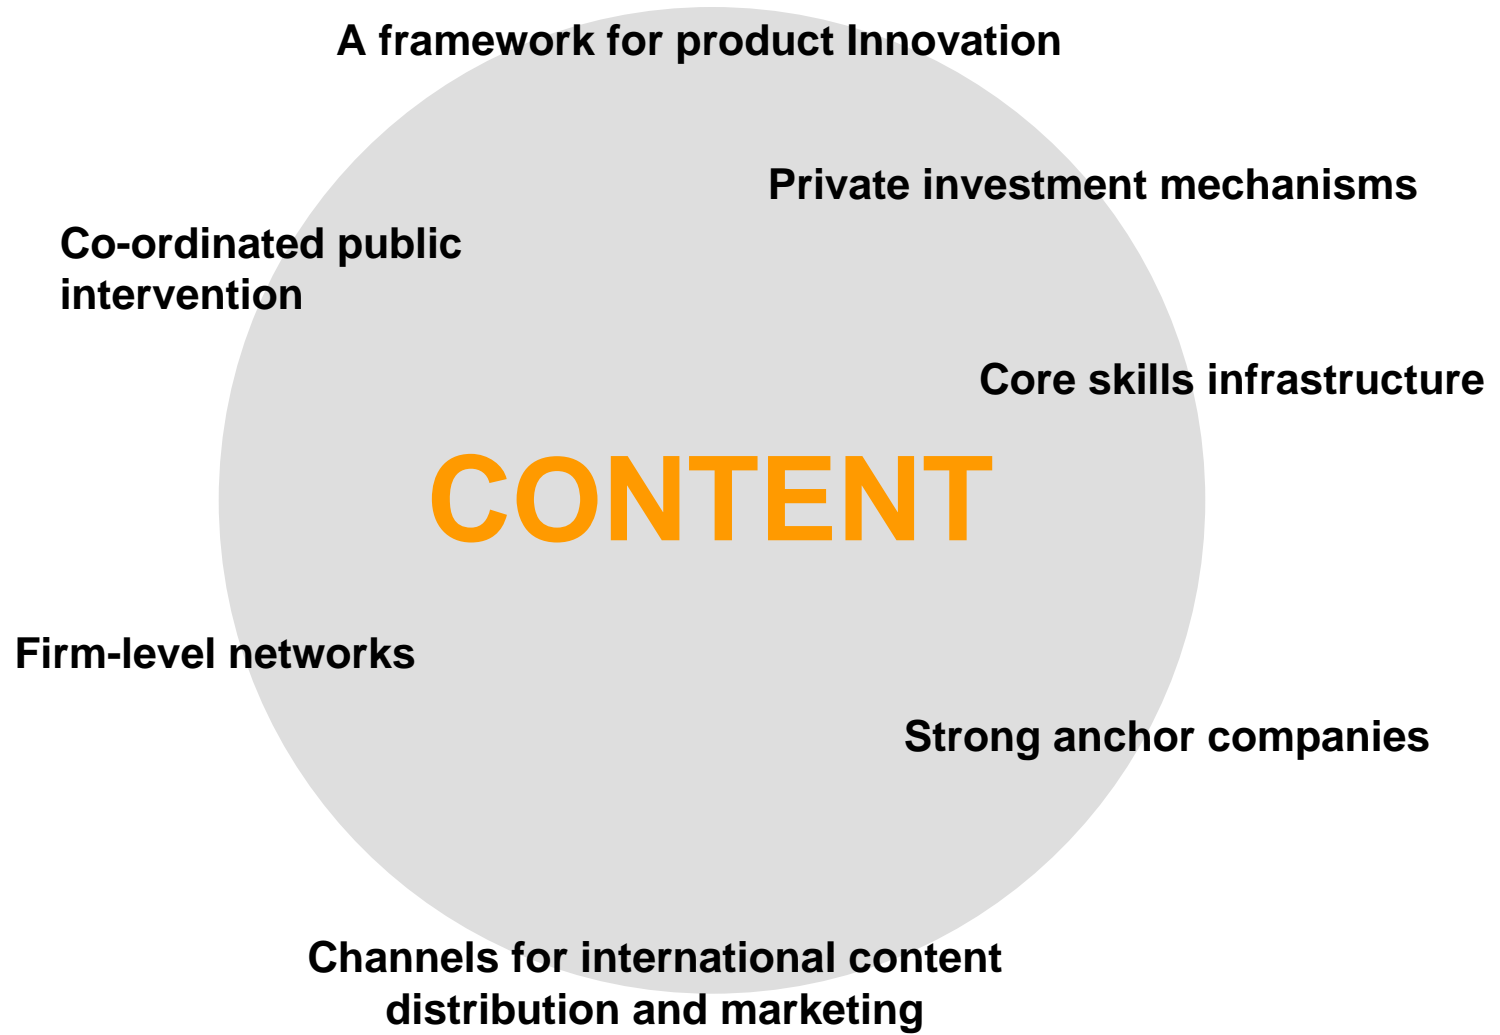 A framework for product Innovation
Private investment mechanisms
Co-ordinated public
intervention
Core skills infrastructure
CONTENT
Firm-level networks
Strong anchor companies
Channels for international content
distribution and marketing